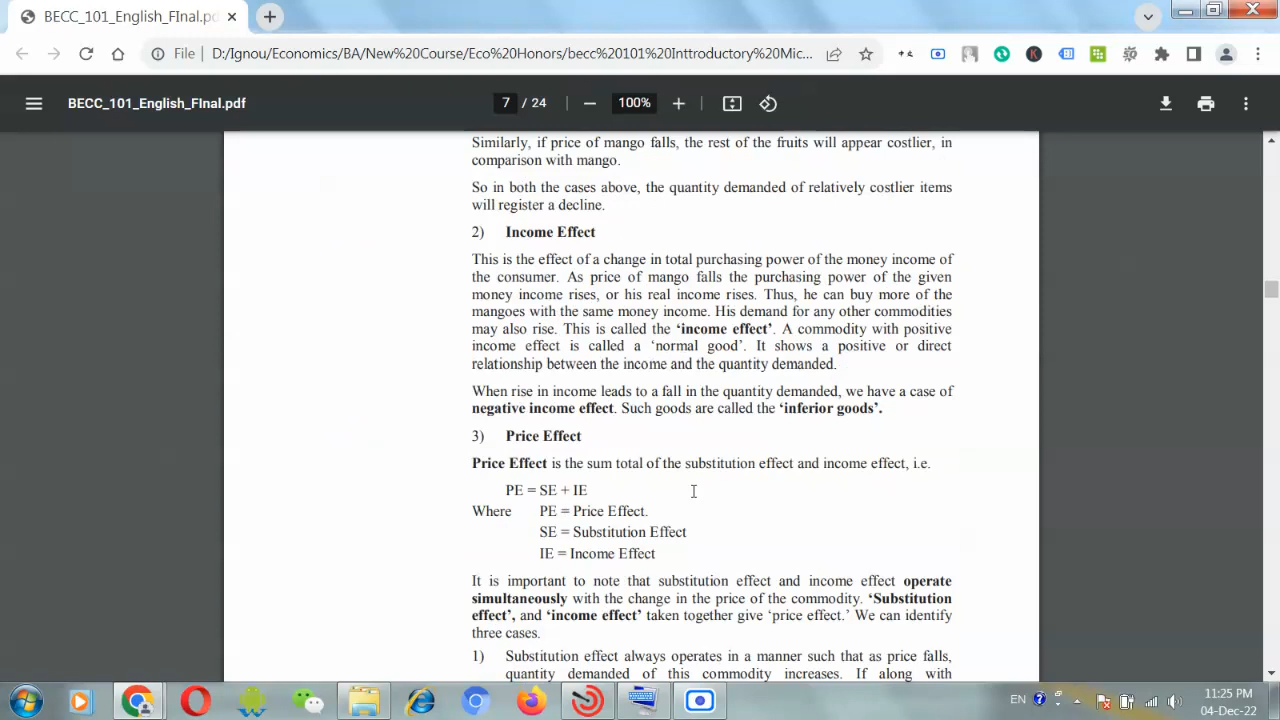 BECC_101_English_FInal.pd
File
D:/Ignou/Economics/BA/New%20Course/Eco%20Honors/becc%20101%20Inttroductory%20Mic...
BECC_101_English_FInal.pdf
7 / 24
100%
Similarly, if price of mango falls, the rest of the fruits will appear costlier, in
comparison with mango.
So in both the cases above, the quantity demanded of relatively costlier items
will register a decline.
2) Income Effect
This is the effect of a change in total purchasing power of the money income of
the consumer. As price of mango falls the purchasing power of the given
money income rises, or his real income rises. Thus, he can buy more of the
mangoes with the same money income. His demand for any other commodities
may also rise. This is called the ‘income effect’. A commodity with positive
income effect is called a ‘normal good’. It shows a positive or direct
relationship between the income and the quantity demanded.
When rise in income leads to a fall in the quantity demanded, we have a case of
negative income effect. Such goods are called the ‘inferior goods’.
3) Price Effect
Price Effect is the sum total of the substitution effect and income effect, i.e.
PE = SE + IE
Where PE = Price Effect.
SE = Substitution Effect
IE = Income Effect
It is important to note that substitution effect and income effect operate
simultaneously with the change in the price of the commodity. ‘Substitution
effect’, and ‘income effect’ taken together give ‘price effect.’ We can identify
three cases.
1) Substitution effect always operates in a manner such that as price falls,
quantity demanded of this commodity increases. If along with
EN
11:25 PM
04-Dec-22